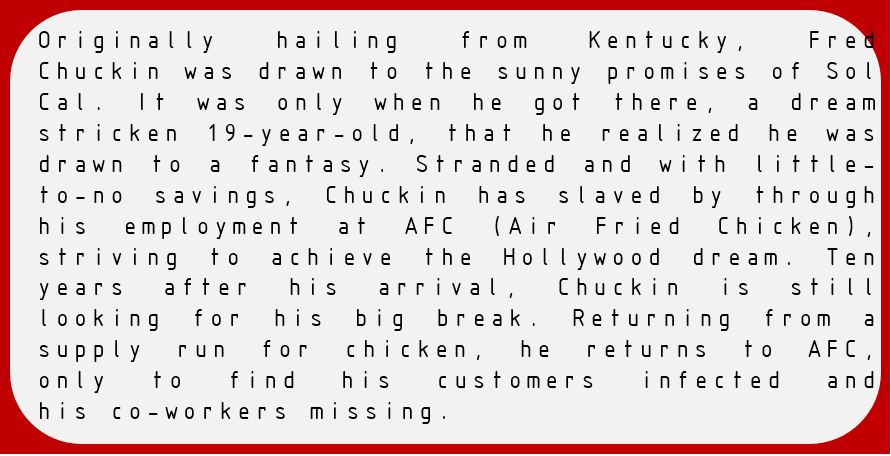 Originally hailing from Kentucky, Fred
Chuckin was drawn to the sunny promises of Sol
Cal. It was only when he got there, a dream
stricken 19-year-old, that he realized he was
drawn to a fantasy. Stranded and with little-
to-no savings, Chuckin has slaved by through
his employment at AFC (Air Fried Chicken),
striving to achieve the Hollywood dream. Ten
years after his arrival, Chuckin is still
looking for his big break. Returning from a
supply run for chicken, he returns to AFC,
only to find his customers infected and
his co-workers missing.